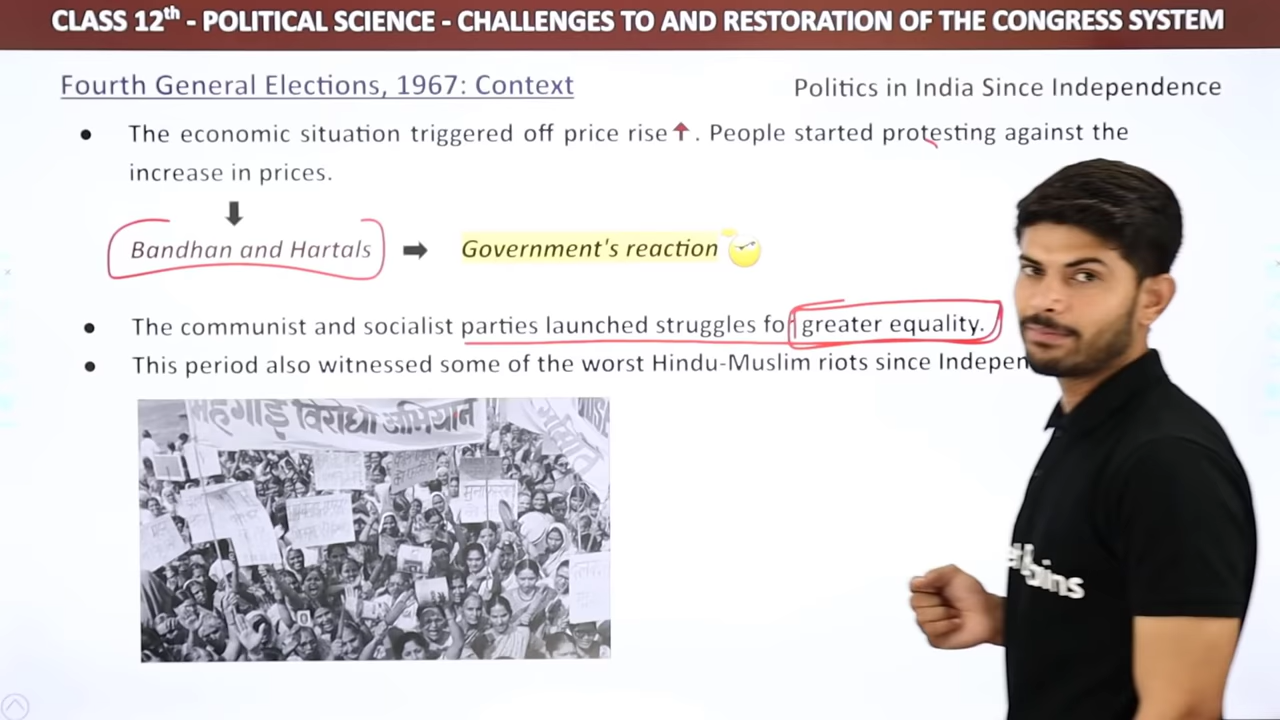 CLASS 12th - POLITICAL SCIENCE - CHALLENGES TO AND RESTORATION OF THE CONGRESS SYSTEM
Fourth General Elections, 1967: Context
Politics in India Since Independence
The economic situation triggered off price rise. People started protesting against the
increase in prices.
Bandhan and Hartals
Government's reaction
The communist and socialist parties launched struggles fo greater equality.
This period also witnessed some of the worst Hindu-Muslim riots since Indepen
विरोधी अभियान